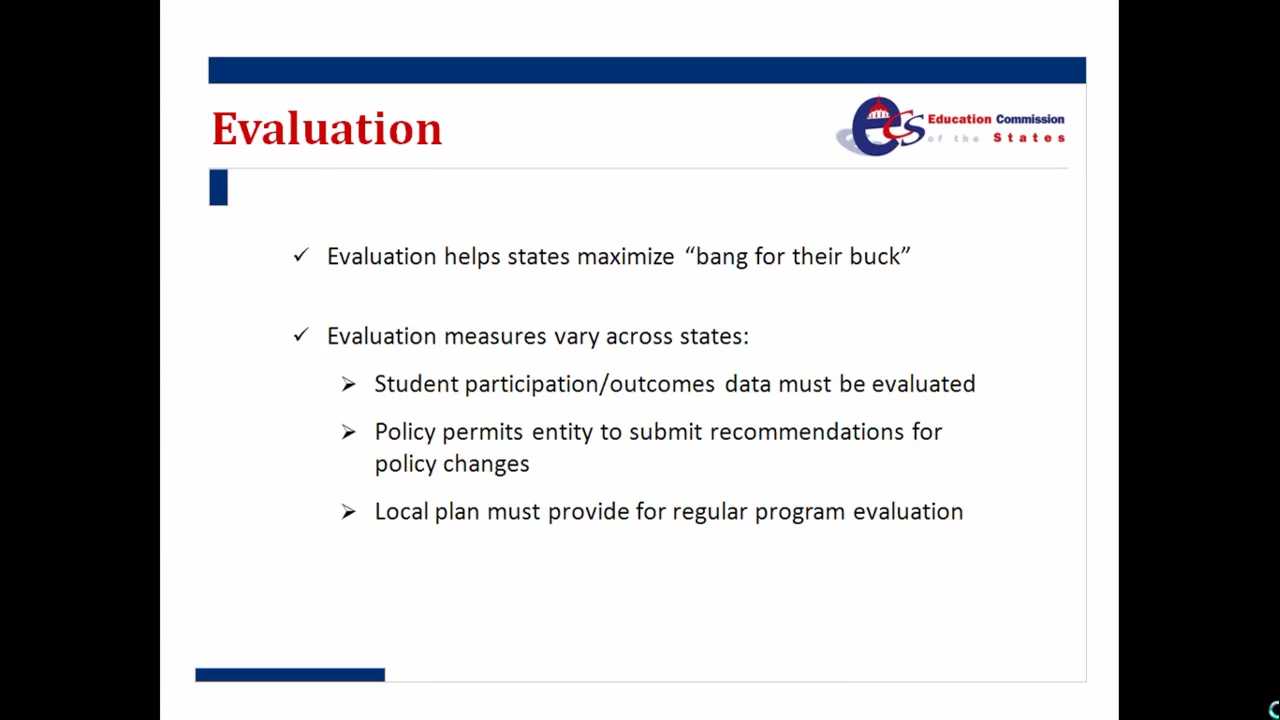 Evaluation
eCS Education Commission
of the States
✓ Evaluation helps states maximize “bang for their buck”
✓ Evaluation measures vary across states:
➢ Student participation/outcomes data must be evaluated
➢ Policy permits entity to submit recommendations for
policy changes
➢ Local plan must provide for regular program evaluation